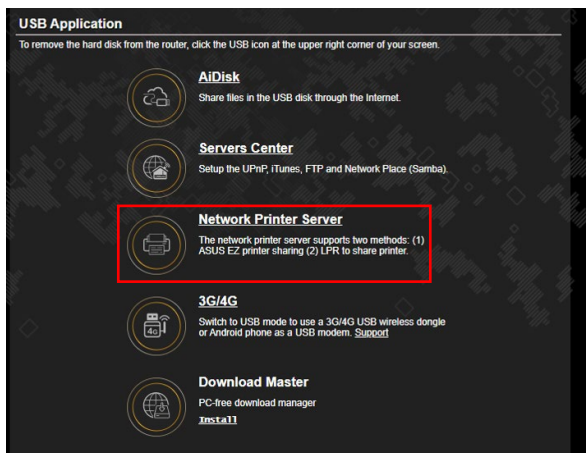 USB Application
To remove the hard disk from the router, click the USB icon at the upper right corner of your screen.
AiDisk
Share files in the USB disk through the Internet.
Servers Center
Setup the UPnP, iTunes, FTP and Network Place (Samba).
Network Printer Server
The network printer server supports two methods: (1)
ASUS EZ printer sharing (2) LPR to share printer.
3G/4G
4G
Switch to USB mode to use a 3G/4G USB wireless dongle
or Android phone as a USB modem. Support
Download Master
PC-free download manager
Install